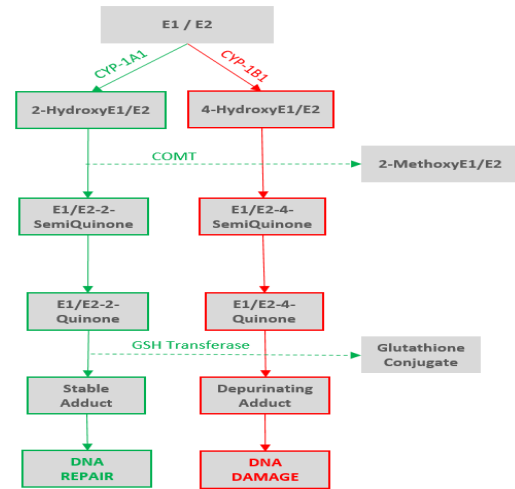 E1 / E2
CYP-1A1
CYP-1B1
2-HydroxyE1/E2
4-HydroxyE1/E2
COMT
2-MethoxyE1/E2
E1/E2-2-
SemiQuinone
E1/E2-4-
SemiQuinone
E1/E2-2-
Quinone
E1/E2-4-
Quinone
GSH Transferase
Glutathione
Conjugate
Stable
Adduct
Depurinating
Adduct
DNA
REPAIR
DNA
DAMAGE